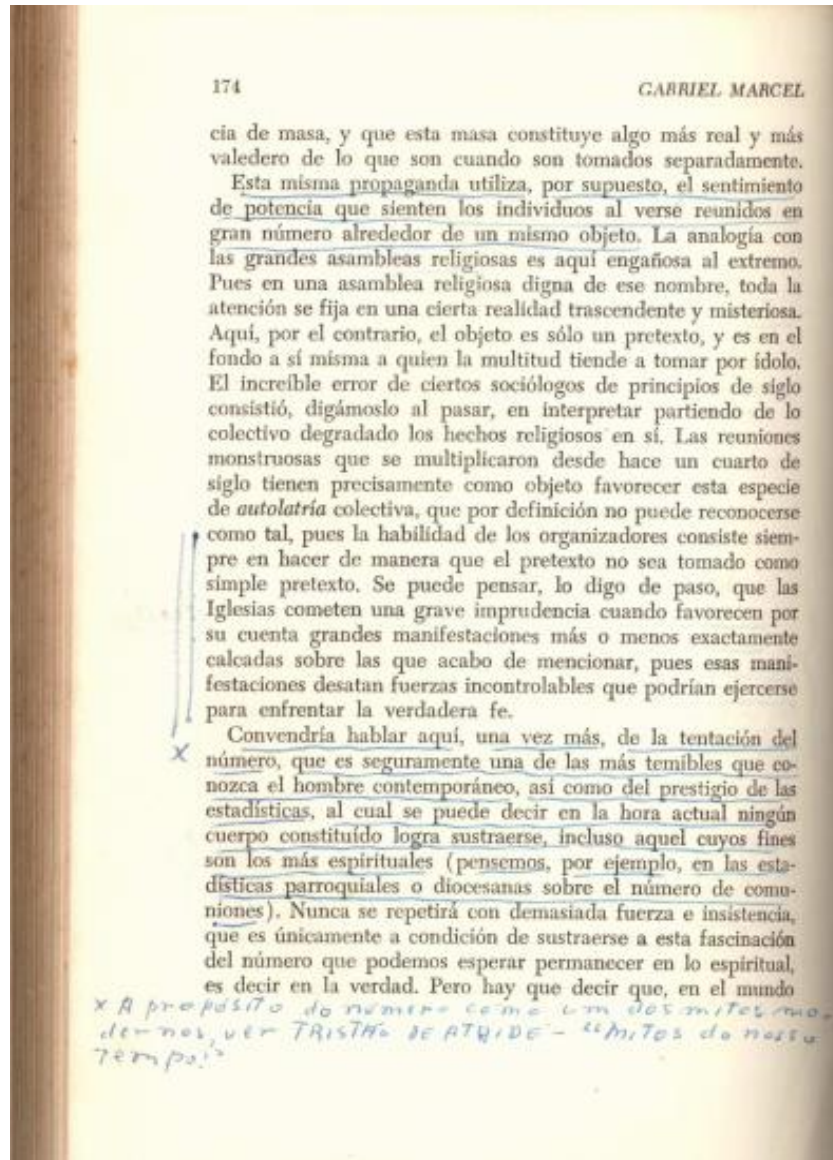 174
GABRIEL MARCEL
cia de masa, y que esta masa constituye algo más real y más
valedero de lo que son cuando son tomados separadamente.
Esta misma propaganda utiliza, por supuesto, el sentimiento
de potencia que sienten los individuos al verse reunidos en
gran número alrededor de un mismo objeto. La analogía con
las grandes asambleas religiosas es aquí engañosa al extremo.
Pues en una asamblea religiosa digna de ese nombre, toda la
atención se fija en una cierta realidad trascendente y misteriosa.
Aquí, por el contrario, el objeto es sólo un pretexto, y es en el
fondo a sí misma a quien la multitud tiende a tomar por ídolo.
El increíble error de ciertos sociólogos de principios de siglo
consistió, digámoslo al pasar, en interpretar partiendo de lo
colectivo degradado los hechos religiosos en sí. Las reuniones
monstruosas que se multiplicaron desde hace un cuarto de
siglo tienen precisamente como objeto favorecer esta especie
de autolatría colectiva, que por definición no puede reconocerse
como tal, pues la habilidad de los organizadores consiste siem-
pre en hacer de manera que el pretexto no sea tomado como
simple pretexto. Se puede pensar, lo digo de paso, que las
Iglesias cometen una grave imprudencia cuando favorecen por
su cuenta grandes manifestaciones más o menos exactamente
calcadas sobre las que acabo de mencionar, pues esas mani-
festaciones desatan fuerzas incontrolables que podrían ejercerse
para enfrentar la verdadera fe.
x
Convendría hablar aquí, una vez más, de la tentación del
número, que es seguramente una de las más temibles que co-
nozca el hombre contemporáneo, así como del prestigio de las
estadísticas, al cual se puede decir en la hora actual ningún
cuerpo constituído logra sustraerse, incluso aquel cuyos fines
son los más espirituales (pensemos, por ejemplo, en las esta-
dísticas parroquiales o diocesanas sobre el número de comu-
niones). Nunca se repetirá con demasiada fuerza e insistencia,
que es únicamente a condición de sustraerse a esta fascinación
del número que podemos esperar permanecer en lo espiritual,
es decir en la verdad. Pero hay que decir que, en el mundo
x A propósito do número como um dos mitos mo-
dernos, ver TRISTÃO DE ATHIDE - "Mitos do nosso
Tempo."